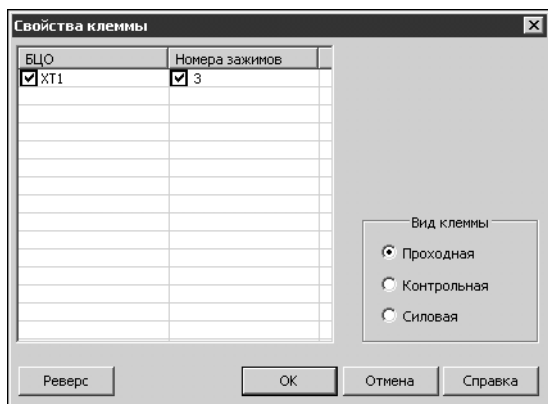 Свойства клеммы
БЦО Номера зажимов
XT1 3
Вид клеммы
Проходная
Контрольная
Силовая
Реверс OK Отмена Справка